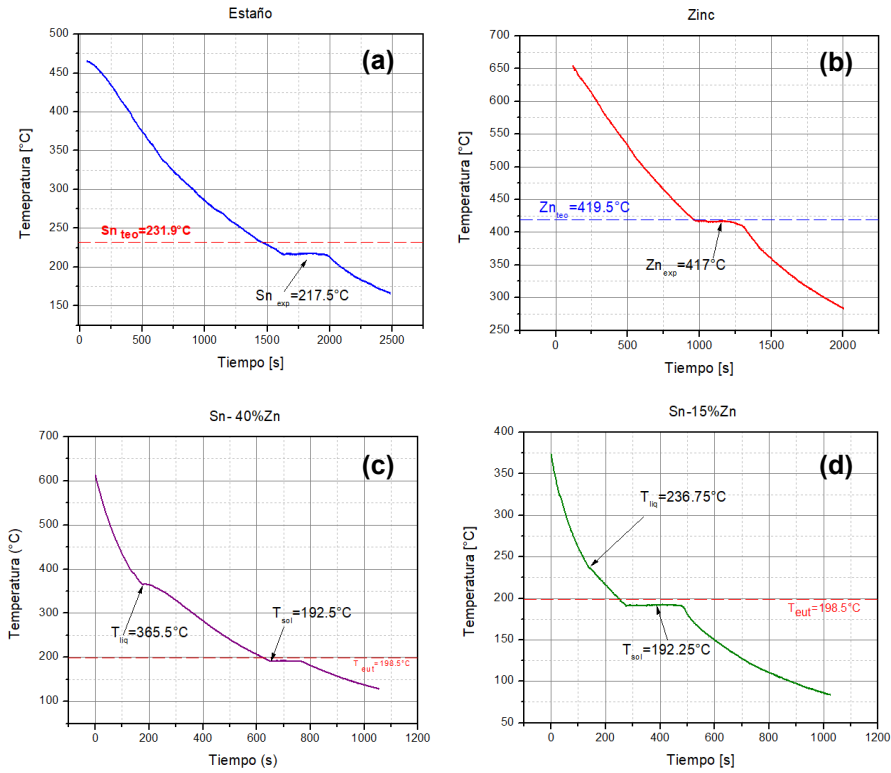 Estaño
(a)
500
450
400
350
300
250
200
150
Temepratura [°C]
Sn teo=231.9°C
Sn exp=217.5°C
0 500 1000 1500 2000 2500
Tiempo [s]
Zinc
(b)
700
650
600
550
500
450
400
350
300
250
Temperatura [°C]
Zn teo=419.5°C
Zn exp=417°C
0 500 1000 1500 2000
Tiempo [s]
Sn- 40%Zn
(c)
700
600
500
400
300
200
100
Temperatura (°C)
T liq=365.5°C
T sol=192.5°C
T eut=198.5°C
0 200 400 600 800 1000 1200
Tiempo (s)
Sn-15%Zn
(d)
400
350
300
250
200
150
100
50
Temperatura [°C]
T liq=236.75°C
T eut=198.5°C
T sol=192.25°C
0 200 400 600 800 1000 1200
Tiempo [s]